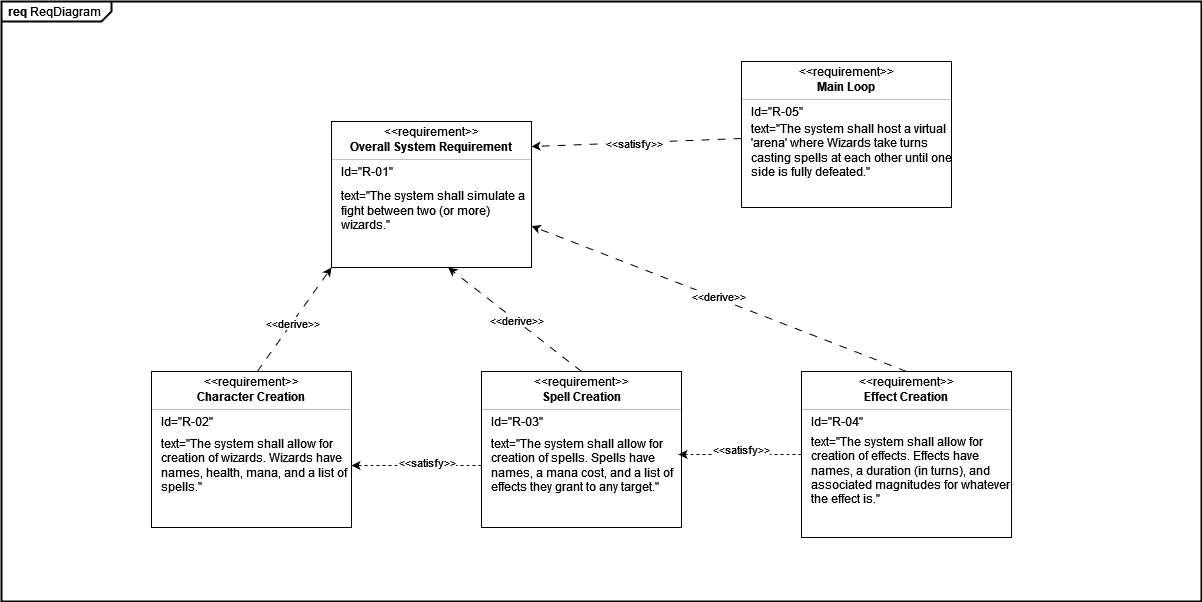 req ReqDiagram
<<requirement>>
Main Loop
Id="R-05"
text="The system shall host a virtual
'arena' where Wizards take turns
casting spells at each other until one
side is fully defeated."
<<requirement>>
Overall System Requirement
Id="R-01"
text="The system shall simulate a
fight between two (or more)
wizards."
<<satisfy>>
<<derive>>
<<derive>>
<<derive>>
<<requirement>>
Character Creation
Id="R-02"
text="The system shall allow for
creation of wizards. Wizards have
names, health, mana, and a list of
spells."
<<satisfy>>
<<requirement>>
Spell Creation
Id="R-03"
text="The system shall allow for
creation of spells. Spells have
names, a mana cost, and a list of
effects they grant to any target."
<<satisfy>>
<<requirement>>
Effect Creation
Id="R-04"
text="The system shall allow for
creation of effects. Effects have
names, a duration (in turns), and
associated magnitudes for whatever
the effect is."